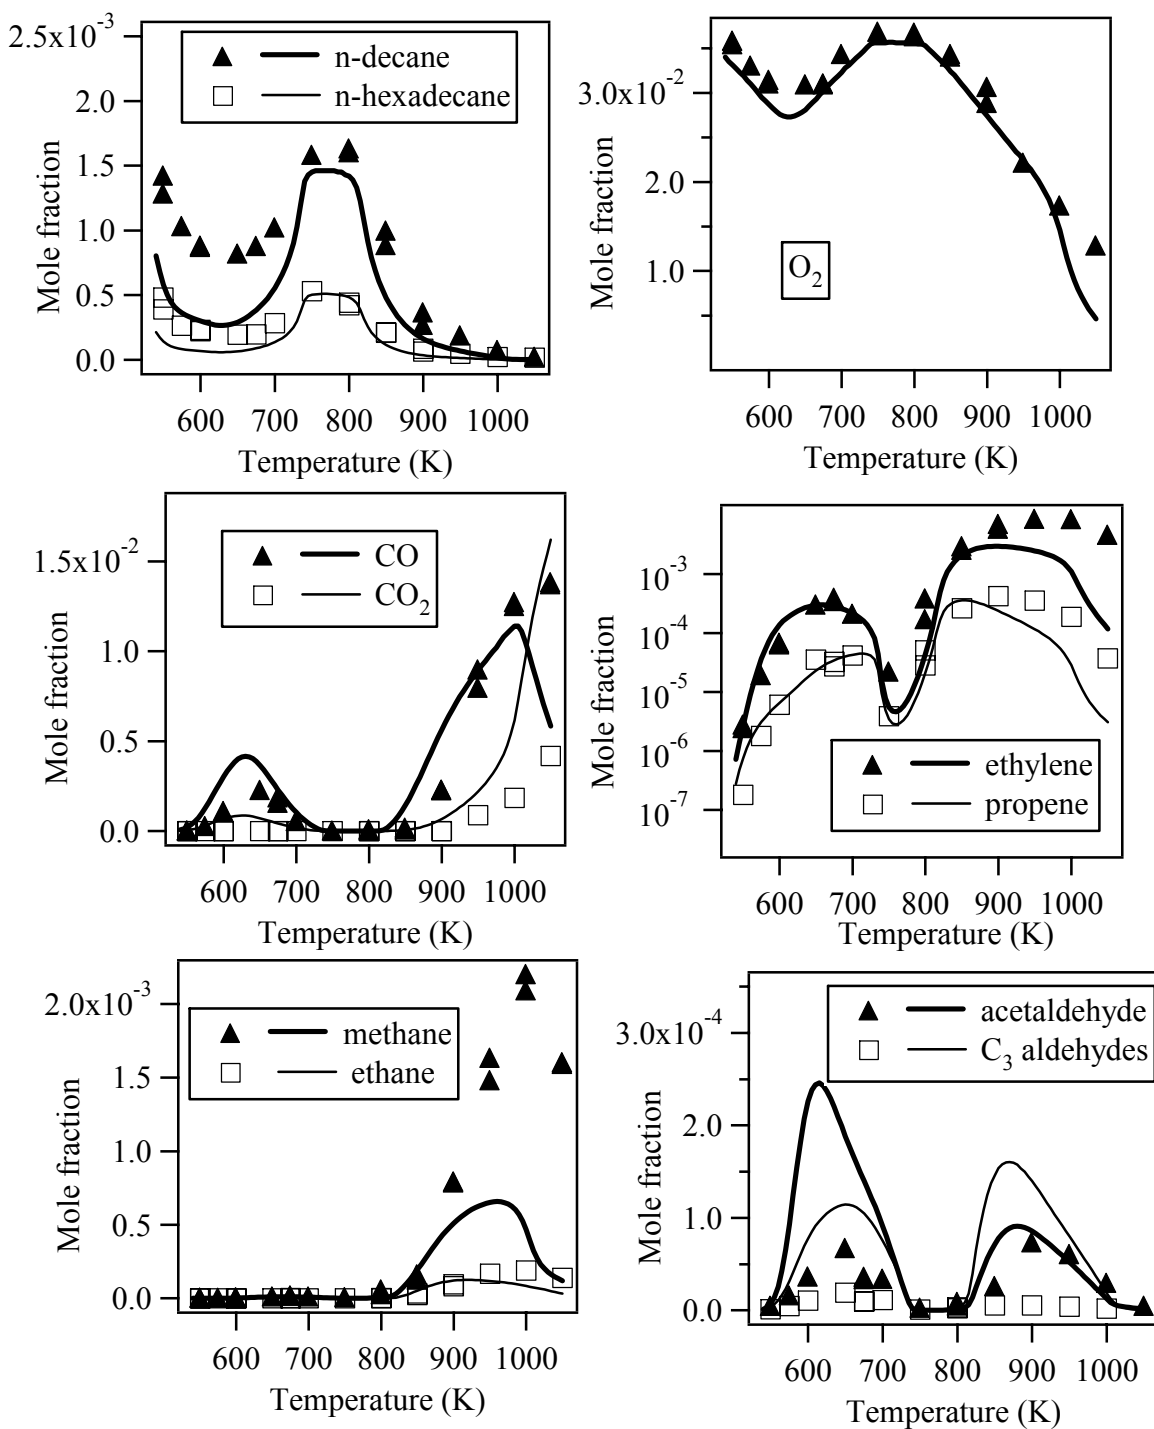 2.5x10-3
2.0
1.5
1.0
0.5
0.0
Mole fraction
n-decane
n-hexadecane
600 700 800 900 1000
Temperature (K)
3.0x10-2
2.0
1.0
Mole fraction
O2
600 700 800 900 1000
Temperature (K)
1.5x10-2
1.0
0.5
0.0
Mole fraction
CO
CO2
600 700 800 900 1000
Temperature (K)
10-3
10-4
10-5
10-6
10-7
Mole fraction
ethylene
propene
600 700 800 900 1000
Temperature (K)
2.0x10-3
1.5
1.0
0.5
0.0
Mole fraction
methane
ethane
600 700 800 900 1000
Temperature (K)
3.0x10-4
2.0
1.0
0.0
Mole fraction
acetaldehyde
C3 aldehydes
600 700 800 900 1000
Temperature (K)